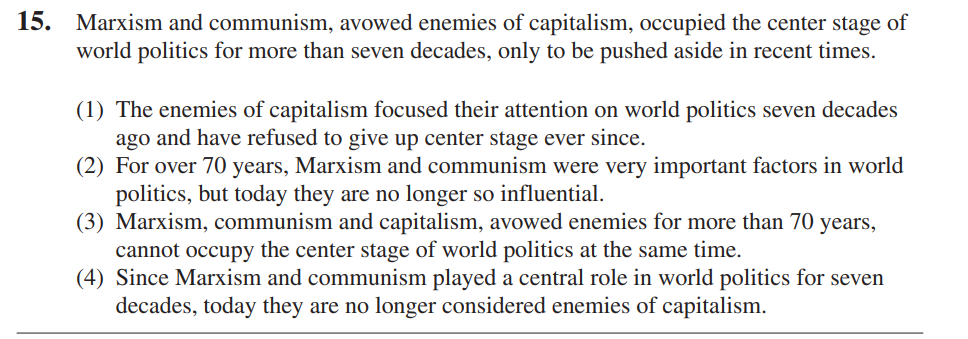 15. Marxism and communism, avowed enemies of capitalism, occupied the center stage of
world politics for more than seven decades, only to be pushed aside in recent times.
(1) The enemies of capitalism focused their attention on world politics seven decades
ago and have refused to give up center stage ever since.
(2) For over 70 years, Marxism and communism were very important factors in world
politics, but today they are no longer so influential.
(3) Marxism, communism and capitalism, avowed enemies for more than 70 years,
cannot occupy the center stage of world politics at the same time.
(4) Since Marxism and communism played a central role in world politics for seven
decades, today they are no longer considered enemies of capitalism.